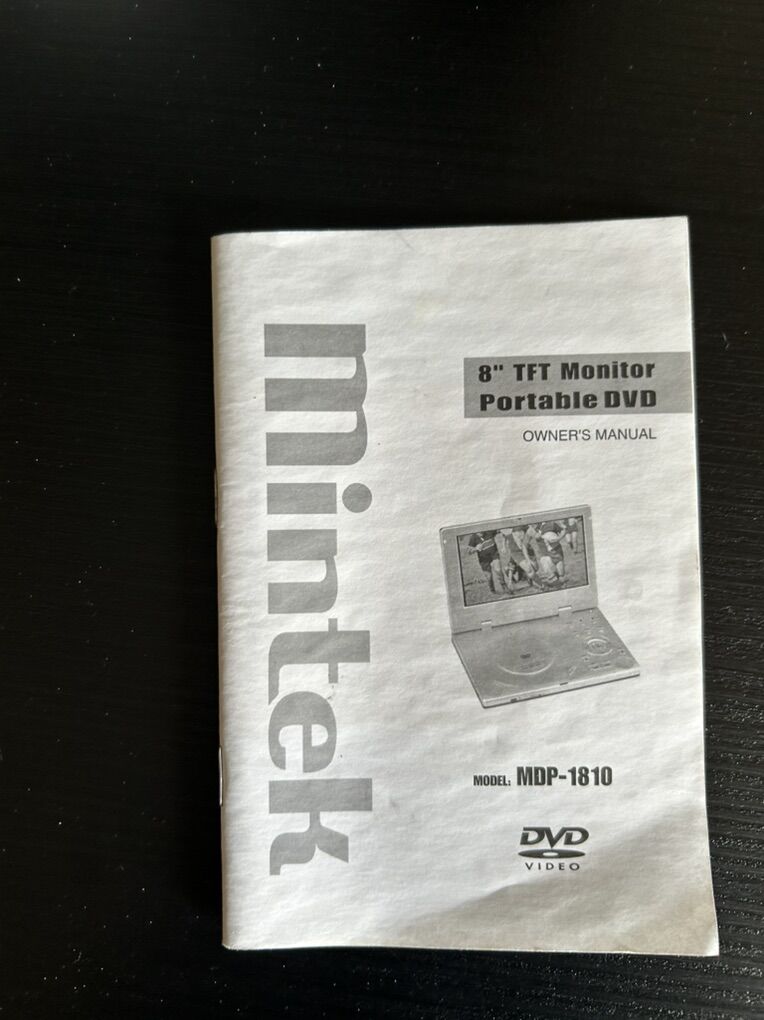 mintek
8" TFT Monitor
Portable DVD
OWNER'S MANUAL
MODEL: MDP-1810
DVD
VIDEO